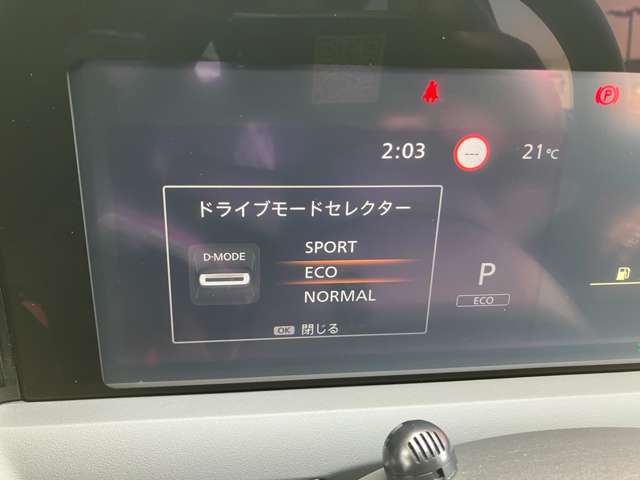 P
2:03
---
21℃
ドライブモードセレクター
D-MODE
SPORT
ECO
NORMAL
P
ECO
OK 閉じる